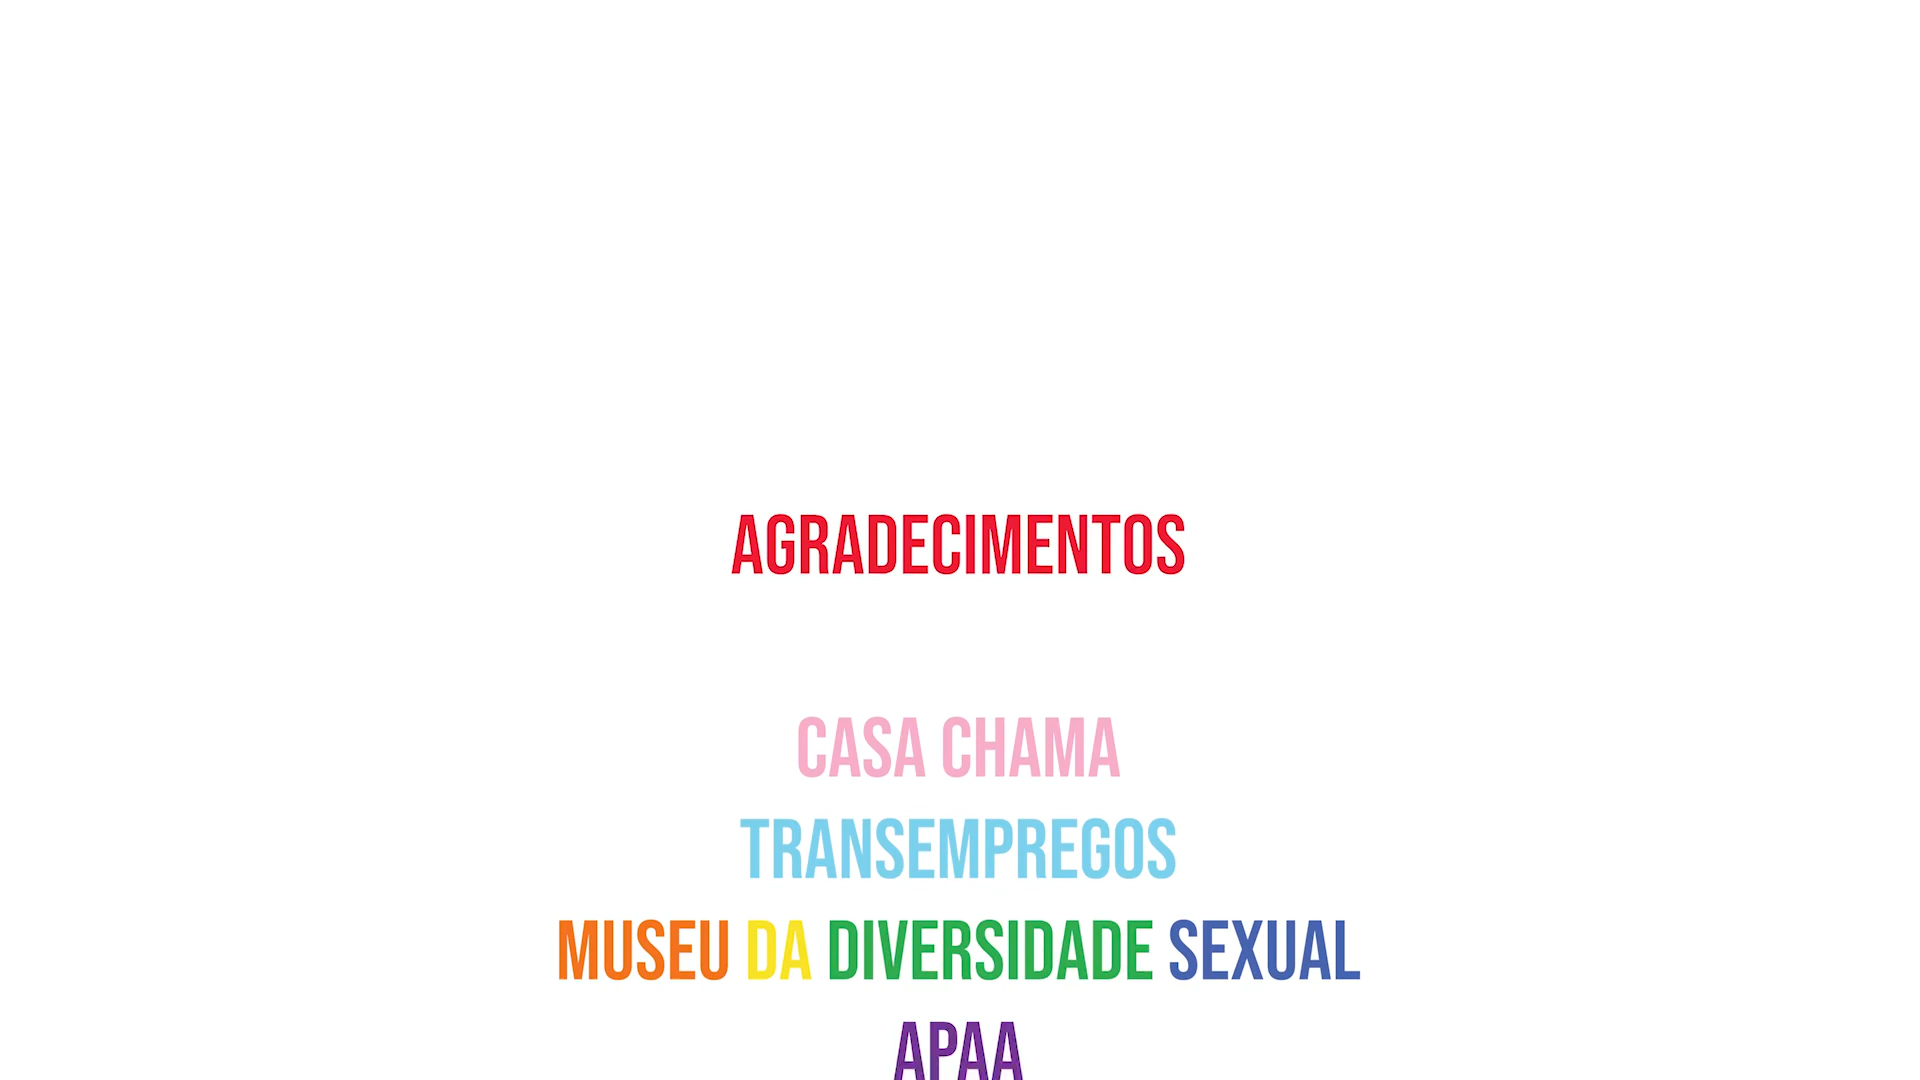 AGRADECIMENTOS
CASA CHAMA
TRANSEMPREGOS
MUSEU DA DIVERSIDADE SEXUAL
APAA